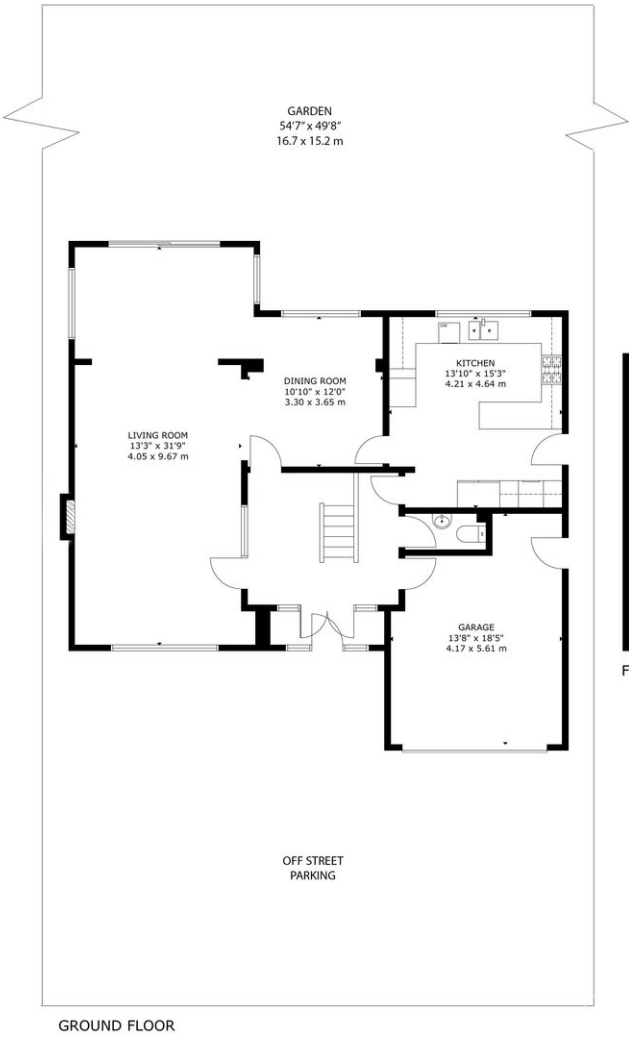 GARDEN
54'7" x 49'8"
16.7 x 15.2 m
KITCHEN
13'10" x 15'3"
4.21 x 4.64 m
DINING ROOM
10'10" x 12'0"
3.30 x 3.65 m
LIVING ROOM
13'3" x 31'9"
4.05 x 9.67 m
GARAGE
13'8" x 18'5"
4.17 x 5.61 m
F
OFF STREET
PARKING
GROUND FLOOR